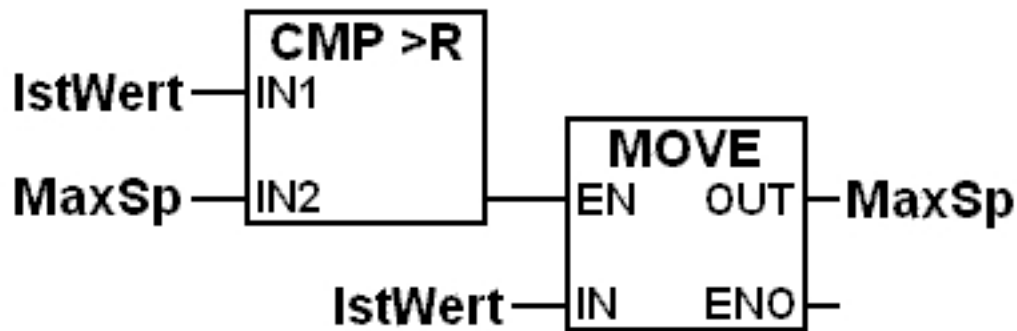 CMP >R
IstWert IN1
MOVE
MaxSp IN2 EN OUT MaxSp
IstWert IN ENO